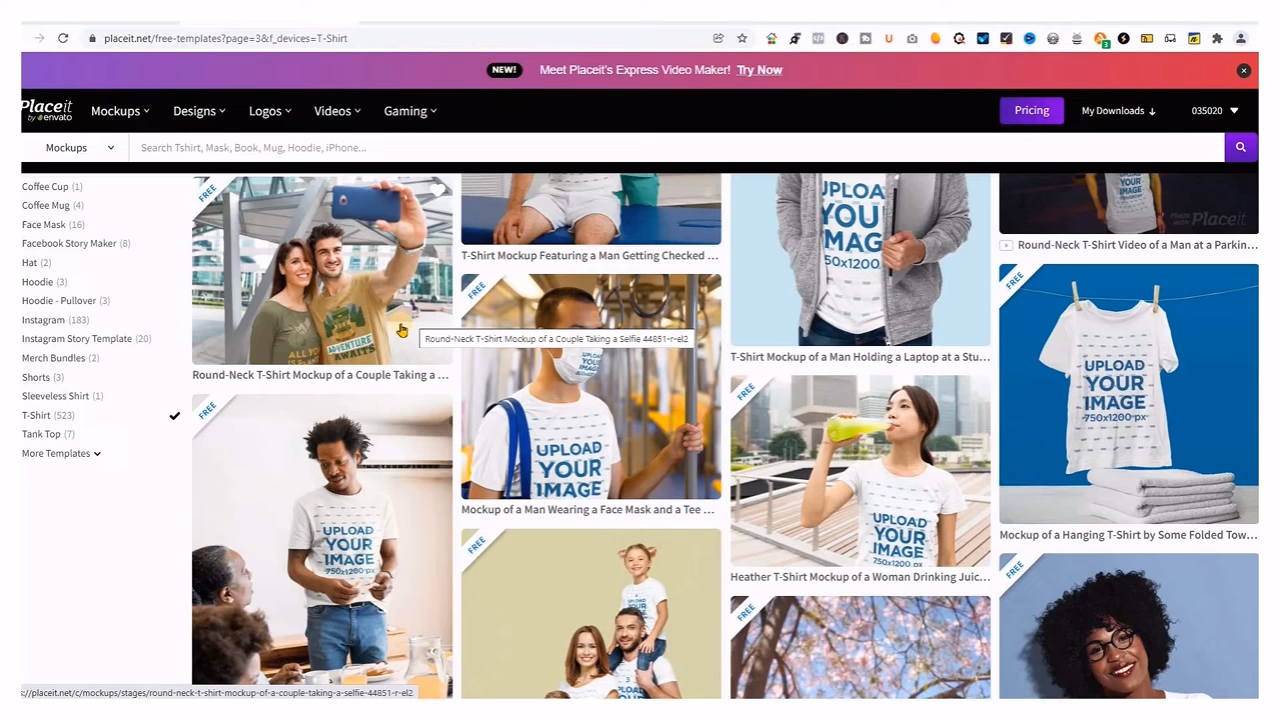 placeit.net/free-templates?page=3&f_devices=T-Shirt
NEW! Meet Placeit's Express Video Maker! Try Now
Placeit
by envato
Mockups
Designs
Logos
Videos
Gaming
Pricing
My Downloads
035020
Mockups
Search Tshirt, Mask, Book, Mug, Hoodie, iPhone...
Coffee Cup (1)
Coffee Mug (4)
Face Mask (16)
Facebook Story Maker (8)
Hat (2)
Hoodie (3)
Hoodie - Pullover (3)
Instagram (183)
Instagram Story Template (20)
Merch Bundles (2)
Shorts (3)
Sleeveless Shirt (1)
T-Shirt (523)
Tank Top (7)
More Templates
FREE
ADVENTURE
AWAITS
Round-Neck T-Shirt Mockup of a Couple Taking a ...
Round-Neck T-Shirt Mockup of a Couple Taking a Selfie 44851-r-el2
FREE
UPLOAD
YOUR
IMAGE
750x1200 px
T-Shirt Mockup Featuring a Man Getting Checked ...
FREE
UPLOAD
YOUR
IMAGE
Mockup of a Man Wearing a Face Mask and a Tee ...
FREE
UPLOAD
YOUR
T-Shirt Mockup of a Man Holding a Laptop at a Stu...
FREE
UPLOAD
YOUR
IMAGE
Heather T-Shirt Mockup of a Woman Drinking Juic...
FREE
Made with Placeit
Round-Neck T-Shirt Video of a Man at a Parkin...
FREE
UPLOAD
YOUR
IMAGE
750x1200 px
Mockup of a Hanging T-Shirt by Some Folded Tow...
FREE
s://placeit.net/c/mockups/stages/round-neck-t-shirt-mockup-of-a-couple-taking-a-selfie-44851-r-el2